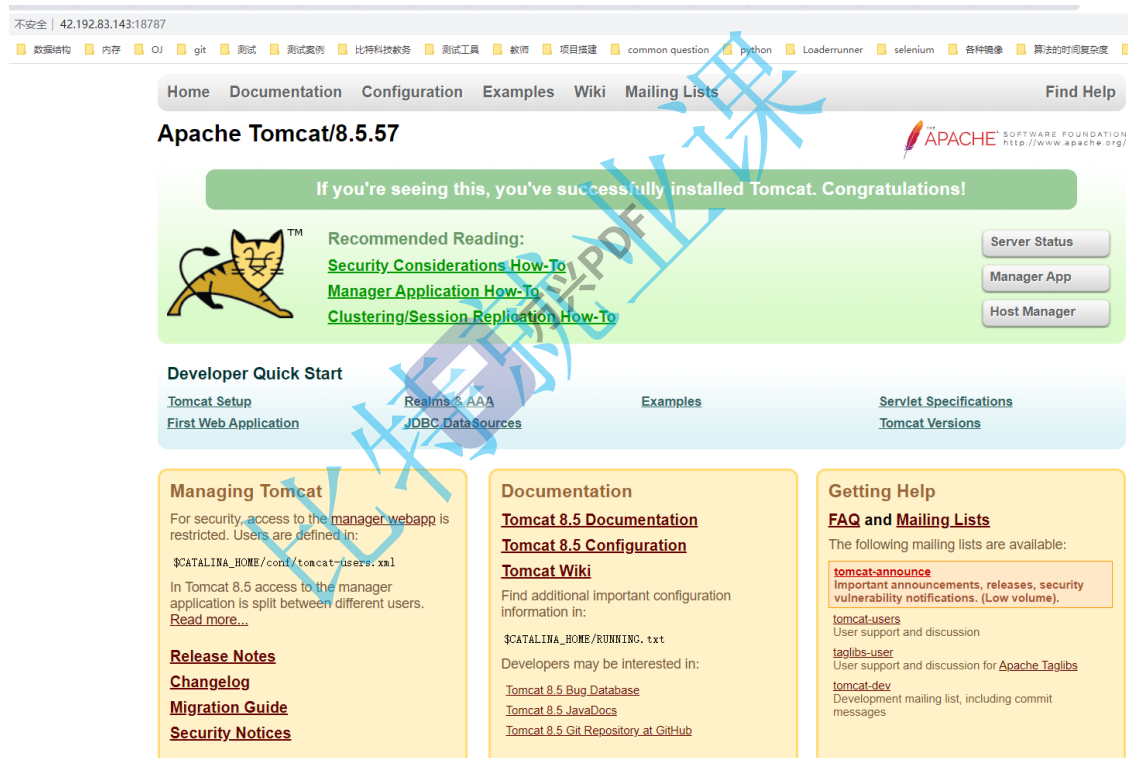 不安全 | 42.192.83.143:18787
数据结构 内存 OJ git 测试 测试案例 比特科技教务 测试工具 教师 项目搭建 common question python Loaderrunner selenium 各种镜像 算法的时间复杂度
Home Documentation Configuration Examples Wiki Mailing Lists Find Help
Apache Tomcat/8.5.57
THE APACHE® SOFTWARE FOUNDATION
http://www.apache.org/
If you're seeing this, you've successfully installed Tomcat. Congratulations!
TM
Recommended Reading:
Security Considerations How-To
Manager Application How-To
Clustering/Session Replication How-To
Server Status
Manager App
Host Manager
Developer Quick Start
Tomcat Setup
First Web Application
Realms & AAA
JDBC DataSources
Examples
Servlet Specifications
Tomcat Versions
Managing Tomcat
For security, access to the manager webapp is
restricted. Users are defined in:
$CATALINA_HOME/conf/tomcat-users.xml
In Tomcat 8.5 access to the manager
application is split between different users.
Read more...
Release Notes
Changelog
Migration Guide
Security Notices
Documentation
Tomcat 8.5 Documentation
Tomcat 8.5 Configuration
Tomcat Wiki
Find additional important configuration
information in:
$CATALINA_HOME/RUNNING.txt
Developers may be interested in:
Tomcat 8.5 Bug Database
Tomcat 8.5 JavaDocs
Tomcat 8.5 Git Repository at GitHub
Getting Help
FAQ and Mailing Lists
The following mailing lists are available:
tomcat-announce
Important announcements, releases, security
vulnerability notifications. (Low volume).
tomcat-users
User support and discussion
taglibs-user
User support and discussion for Apache Taglibs
tomcat-dev
Development mailing list, including commit
messages
比特就业课
万兴PDF